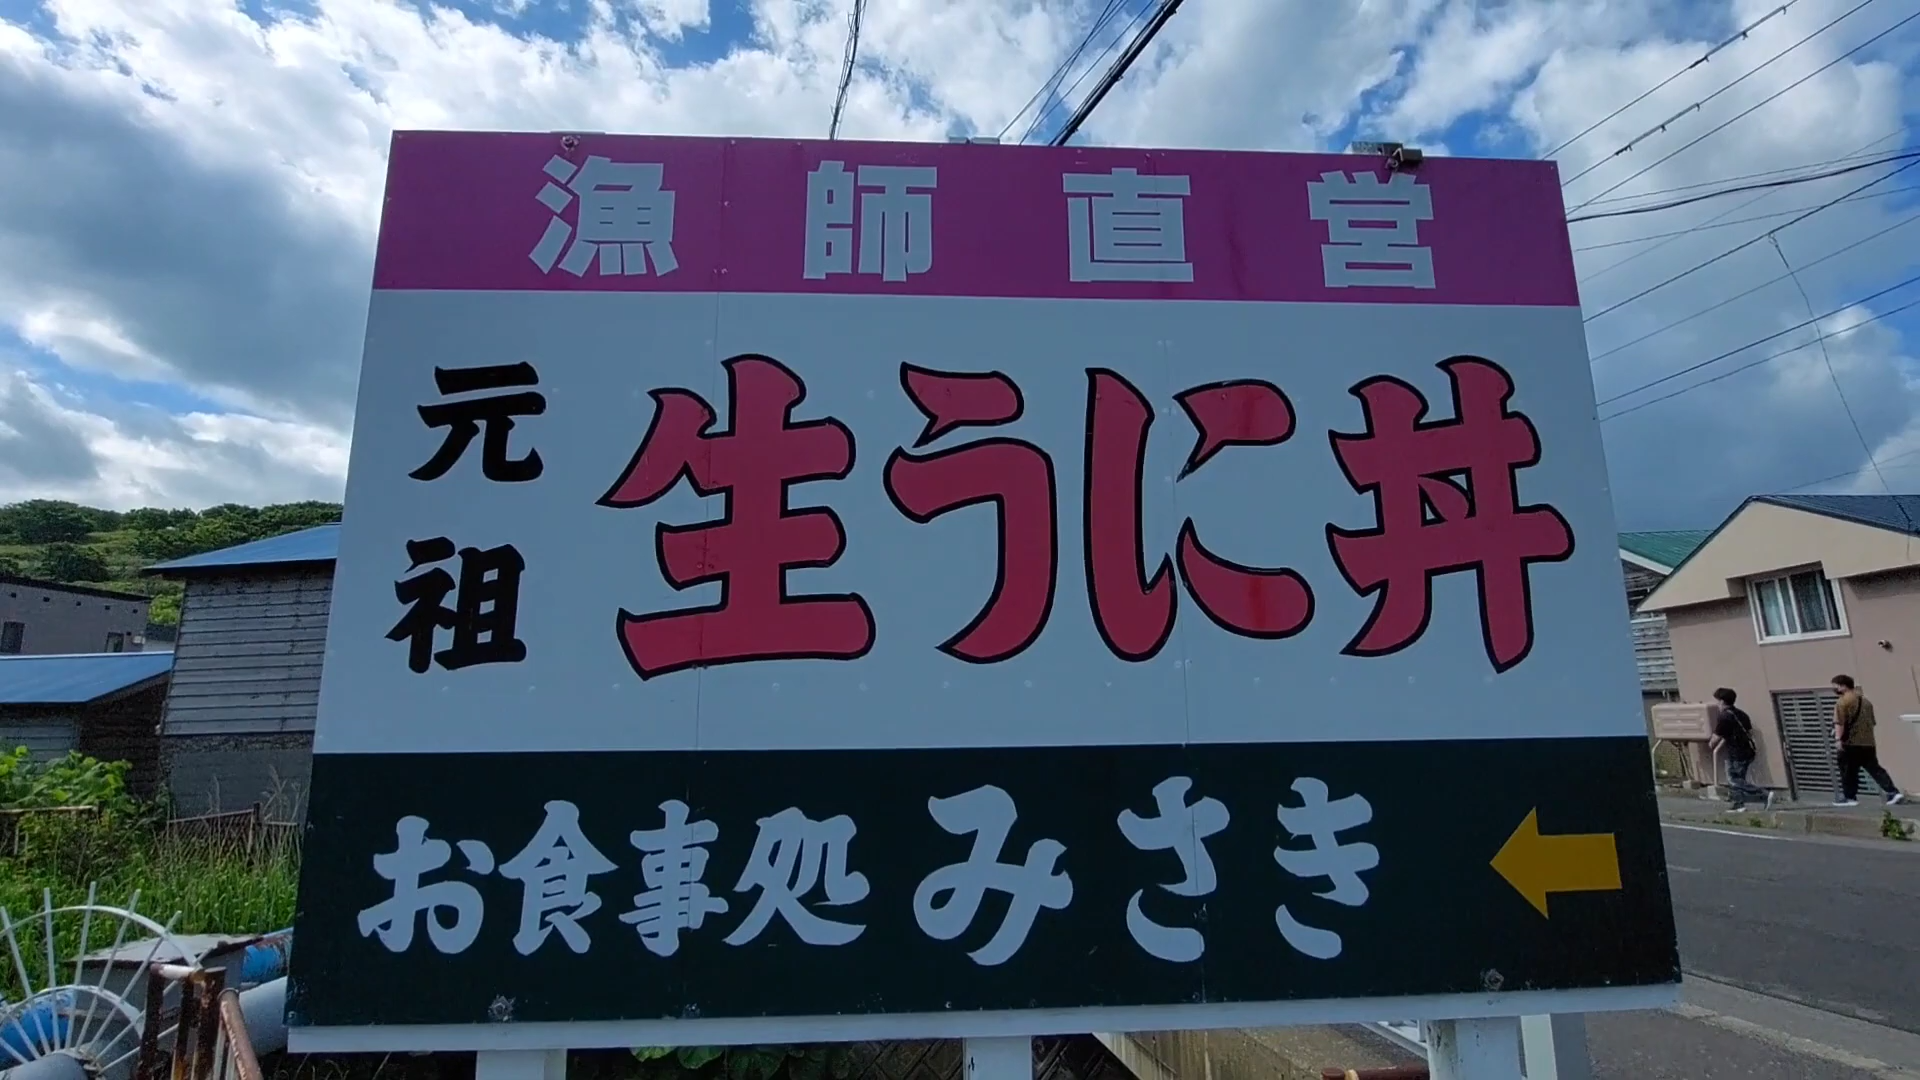 漁師直営
元祖 生うに丼
お食事処 みさき